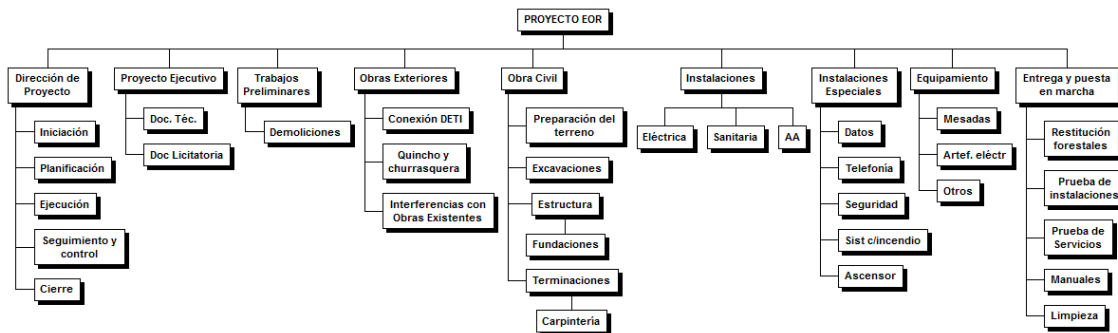 PROYECTO EOR
Dirección de
Proyecto
Iniciación
Planificación
Ejecución
Seguimiento y
control
Cierre
Proyecto Ejecutivo
Doc. Téc.
Doc Licitatoria
Trabajos
Preliminares
Demoliciones
Obras Exteriores
Conexión DETI
Quincho y
churrasquera
Interferencias con
Obras Existentes
Obra Civil
Preparación del
terreno
Excavaciones
Estructura
Fundaciones
Terminaciones
Carpintería
Instalaciones
Eléctrica
Sanitaria
AA
Instalaciones
Especiales
Datos
Telefonía
Seguridad
Sist c/incendio
Ascensor
Equipamiento
Mesadas
Artef. eléctr
Otros
Entrega y puesta
en marcha
Restitución
forestales
Prueba de
instalaciones
Prueba de
Servicios
Manuales
Limpieza